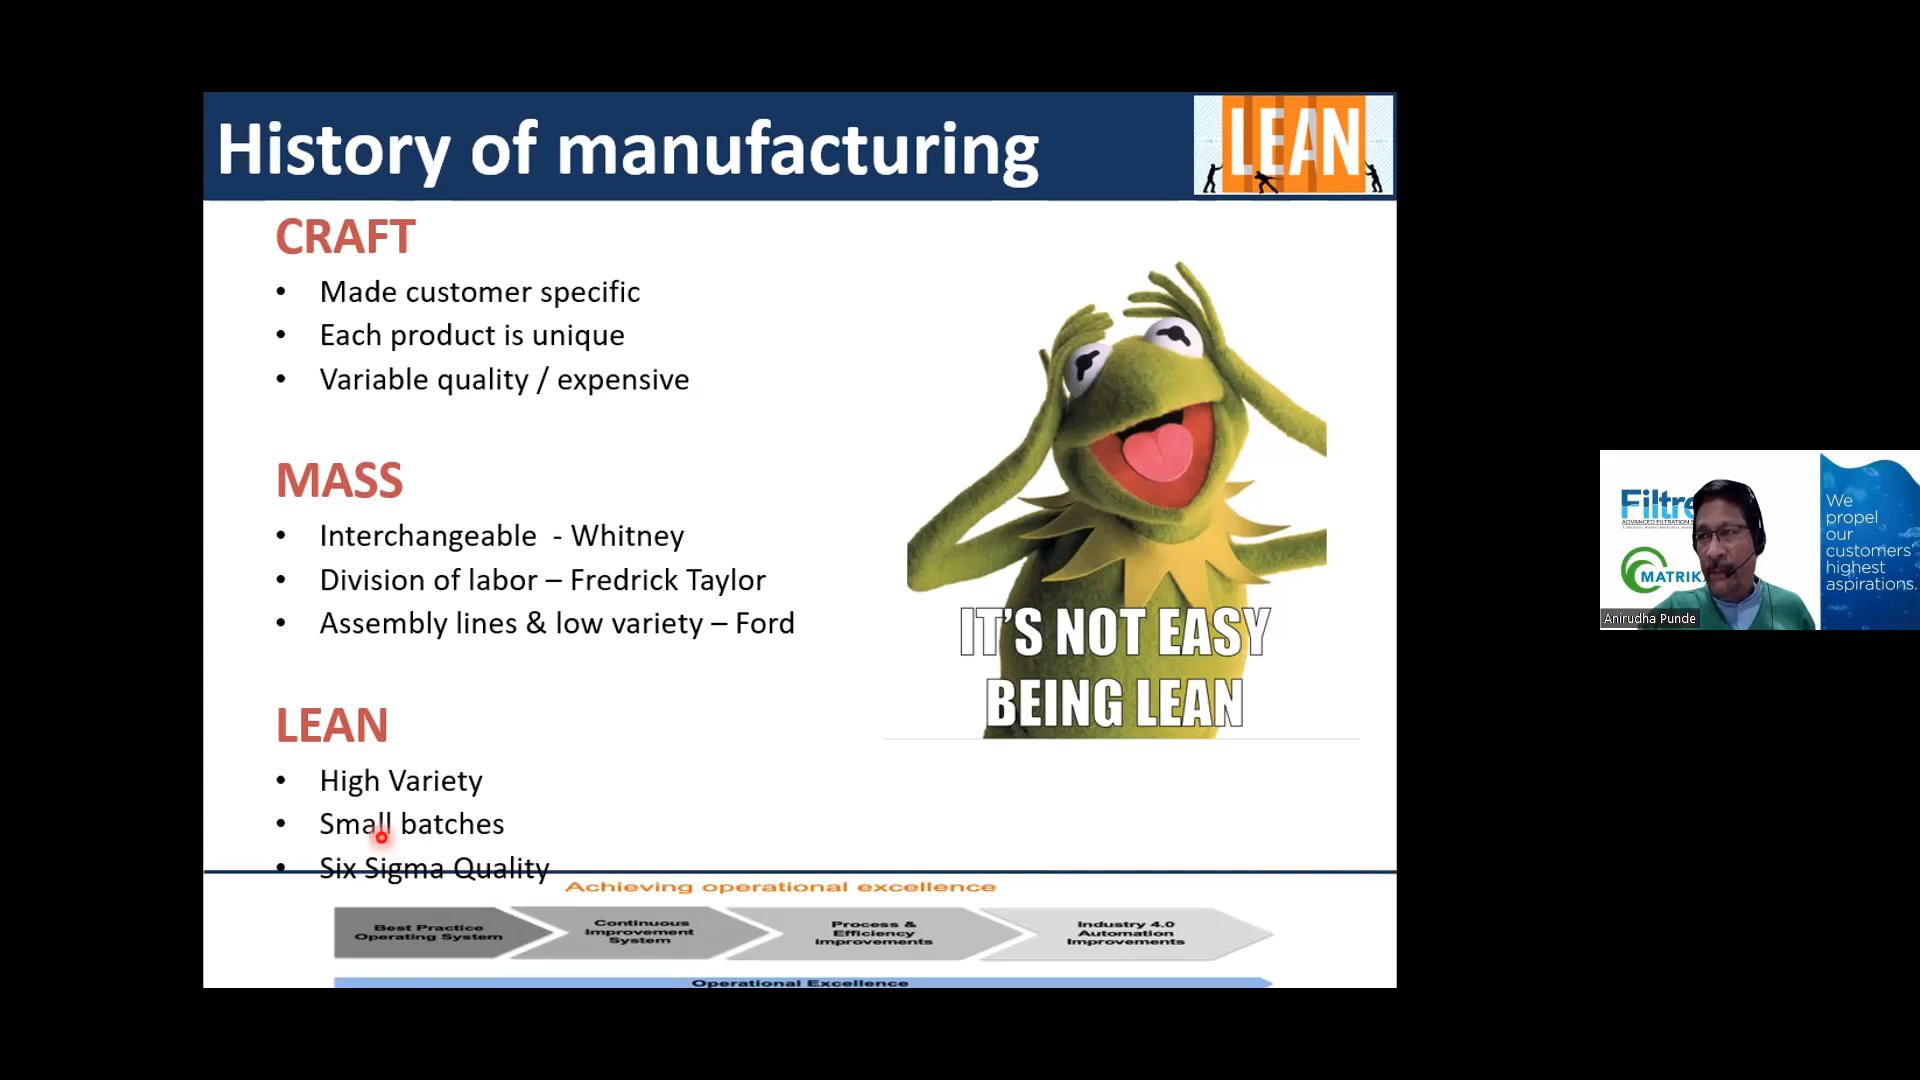 History of manufacturing
LEAN
CRAFT
• Made customer specific
• Each product is unique
• Variable quality / expensive
MASS
• Interchangeable - Whitney
• Division of labor – Fredrick Taylor
• Assembly lines & low variety – Ford
LEAN
• High Variety
• Small batches
• Six Sigma Quality
IT'S NOT EASY
BEING LEAN
Achieving operational excellence
Best Practice
Operating System
Continuous
Improvement
System
Process &
Efficiency
improvements
Industry 4.0
Automation
Improvements
Operational Excellence
Filtre
ADVANCED FILTRATION
MATRIK
We
propel
our
customers'
highest
aspirations.
Anirudha Punde